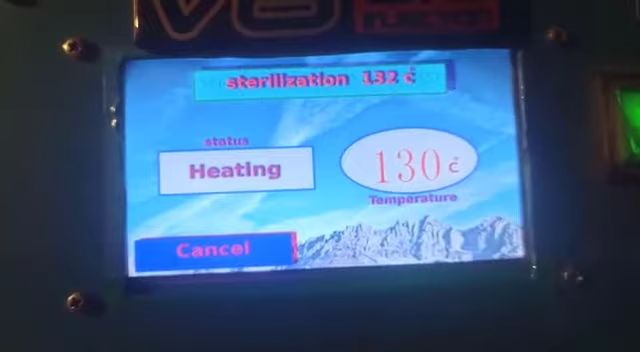 sterilization 132 c°
status
Heating
130 c°
Temperature
Cancel